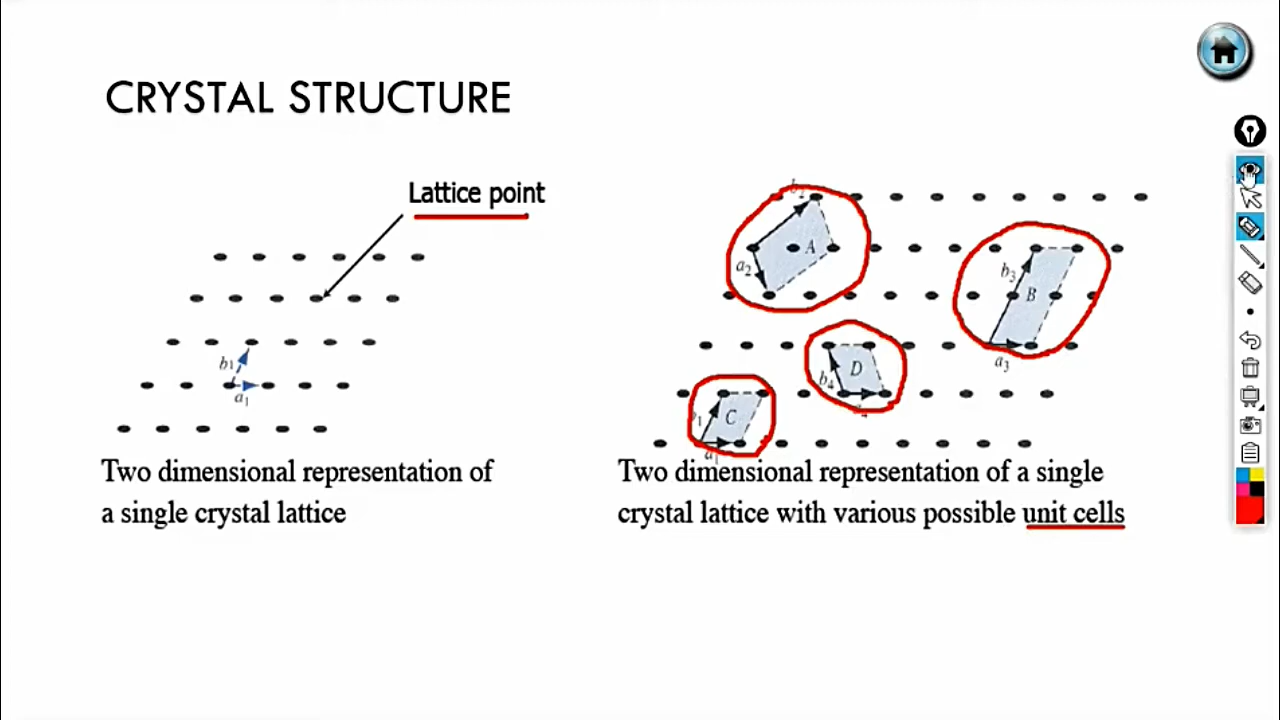 CRYSTAL STRUCTURE
Lattice point
b1
a1
Two dimensional representation of
a single crystal lattice
a2
A
b3
B
a3
b4
D
C
a1
Two dimensional representation of a single
crystal lattice with various possible unit cells